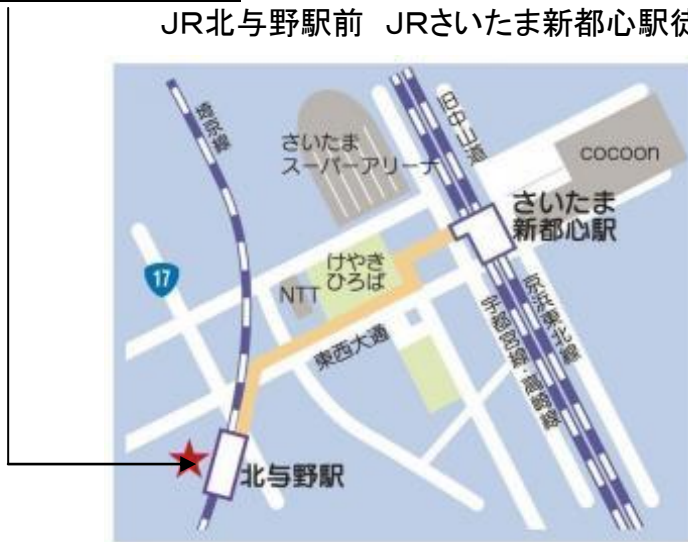 JR北与野駅前 JRさいたま新都心駅徒
埼京線
旧中山道
さいたま
スーパーアリーナ
cocoon
さいたま
新都心駅
けやき
ひろば
17
NTT
東西大通
宇都宮線・高崎線
京浜東北線
北与野駅